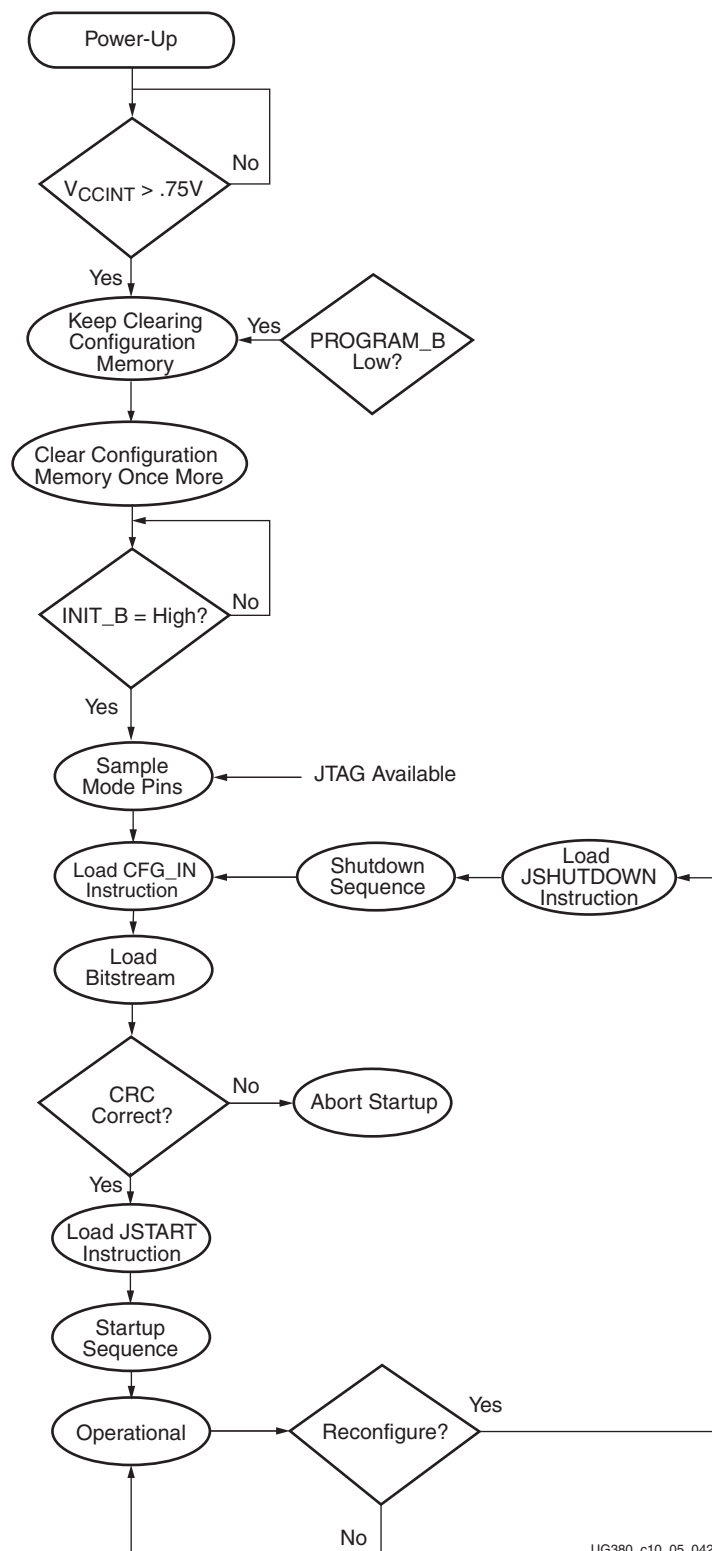 Power-Up
No
VCCINT > .75V
Yes
Keep Clearing
Configuration
Memory
Yes
PROGRAM_B
Low?
Clear Configuration
Memory Once More
INIT_B = High?
No
Yes
Sample
Mode Pins
JTAG Available
Load CFG_IN
Instruction
Shutdown
Sequence
Load
JSHUTDOWN
Instruction
Load
Bitstream
CRC
Correct?
No
Abort Startup
Yes
Load JSTART
Instruction
Startup
Sequence
Operational
Reconfigure?
Yes
No
UG380_c10_05_042